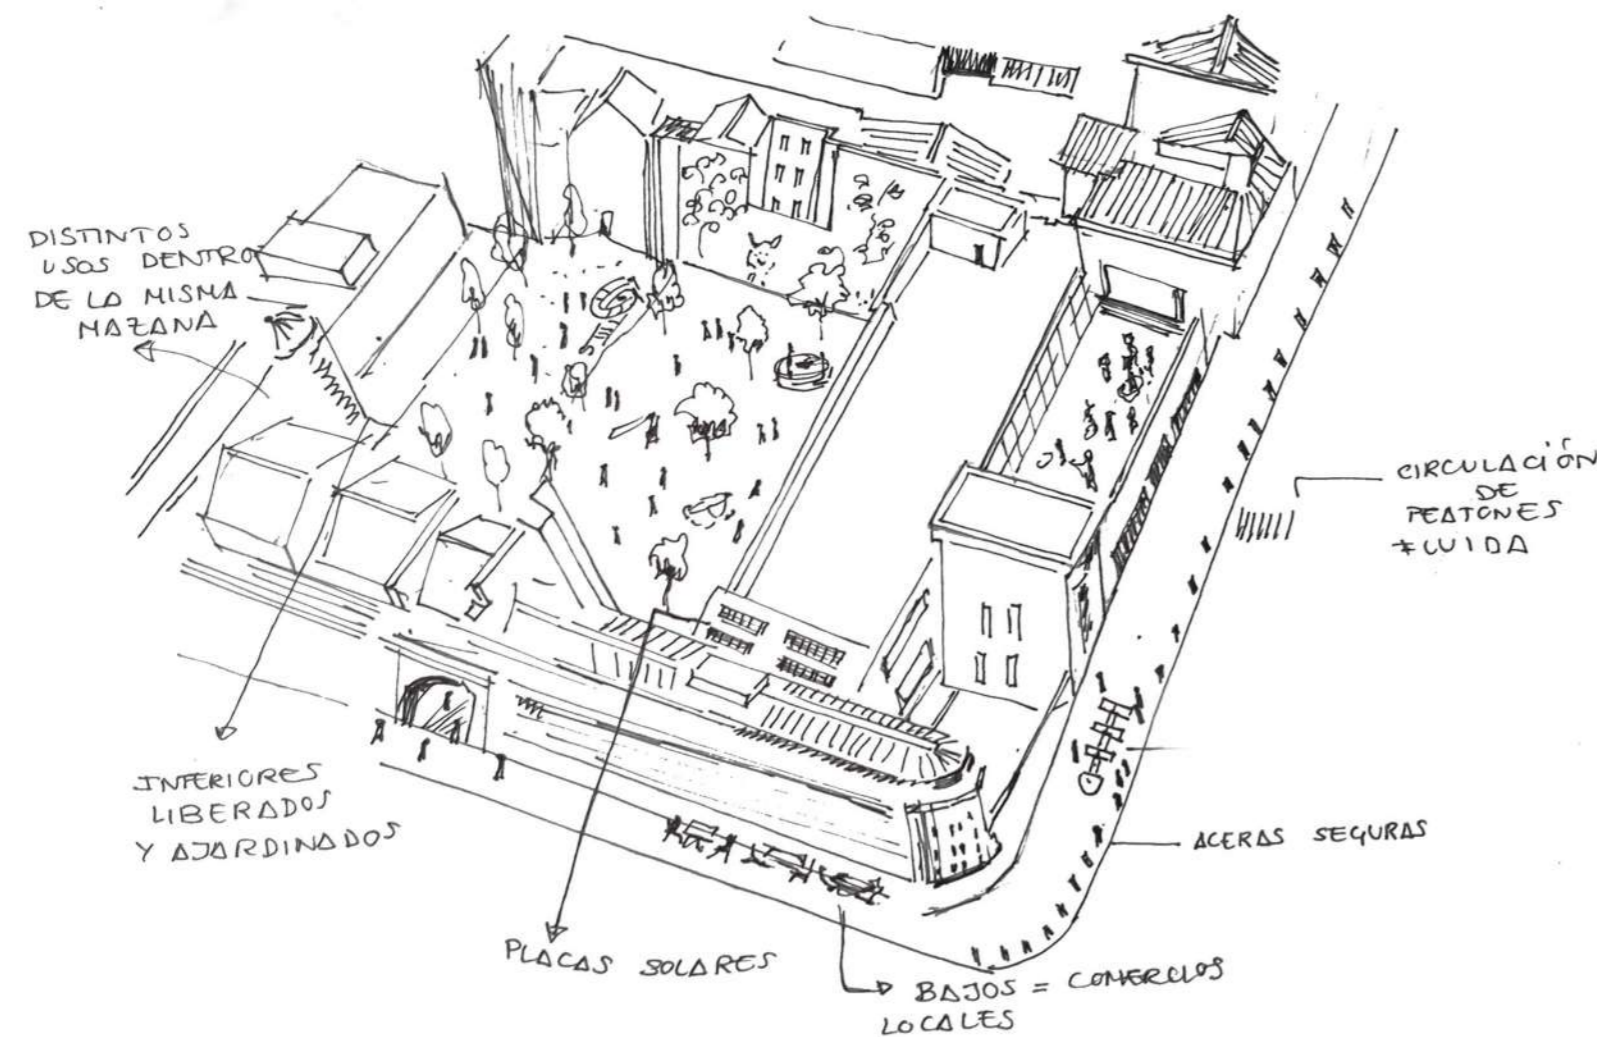 DISTINTOS
USOS DENTRO
DE LA MISMA
MAZANA
CIRCULACIÓN
DE
PEATONES
FLUIDA
INTERIORES
LIBERADOS
Y AJARDINADOS
ACERAS SEGURAS
PLACAS SOLARES
BAJOS = COMERCIOS
LOCALES